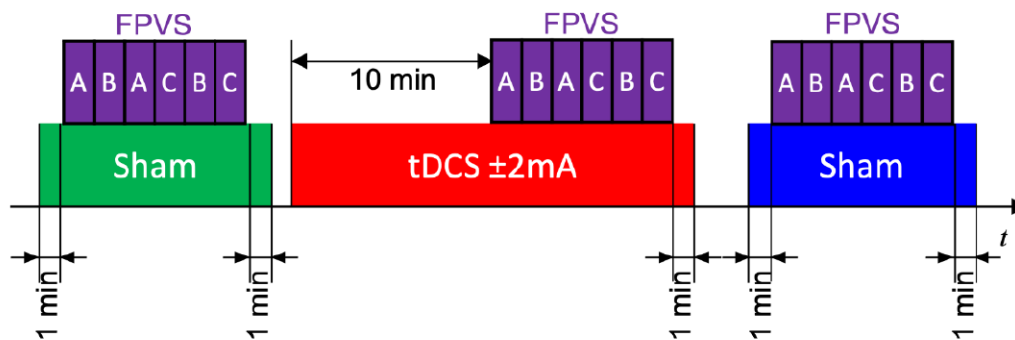 FPVS
A B A C B C
Sham
1 min
1 min
10 min
FPVS
A B A C B C
tDCS ±2mA
1 min
FPVS
A B A C B C
Sham
1 min
1 min
t